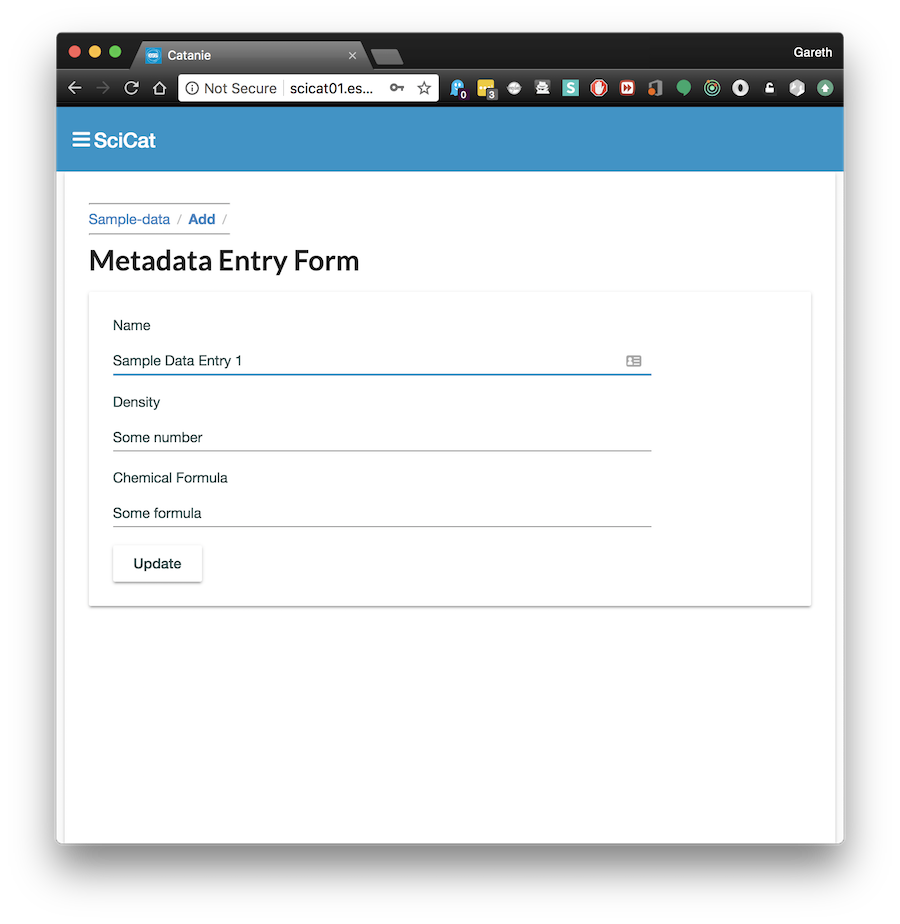 Catanie
Gareth
Not Secure scicat01.es...
0
3
S
SciCat
Sample-data / Add /
Metadata Entry Form
Name
Sample Data Entry 1
Density
Some number
Chemical Formula
Some formula
Update